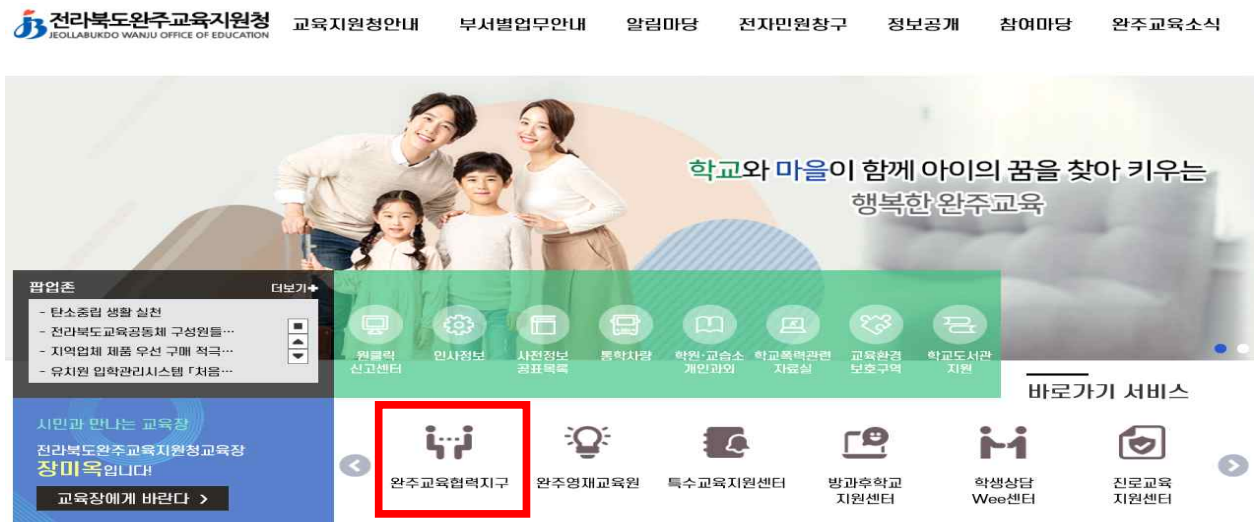 전라북도완주교육지원청
JEOLLABUKDO WANJU OFFICE OF EDUCATION
교육지원청안내 부서별업무안내 알림마당 전자민원창구 정보공개 참여마당 완주교육소식
학교와 마을이 함께 아이의 꿈을 찾아 키우는
행복한 완주교육
팝업존 더보기+
- 탄소중립 생활 실천
- 전라북도교육공동체 구성원들…
- 지역업체 제품 우선 구매 적극…
- 유치원 입학관리시스템 「처음…
원클릭 인사정보 사전정보 통학차량 학원·교습소 학교폭력관련 교육환경 학교도서관
신고센터 공표목록 개인과외 자료실 보호구역 지원
바로가기 서비스
시민과 만나는 교육장
전라북도완주교육지원청교육장
장미옥입니다!
교육장에게 바란다 >
완주교육협력지구 완주영재교육원 특수교육지원센터 방과후학교 학생상담 진로교육
지원센터 Wee센터 지원센터